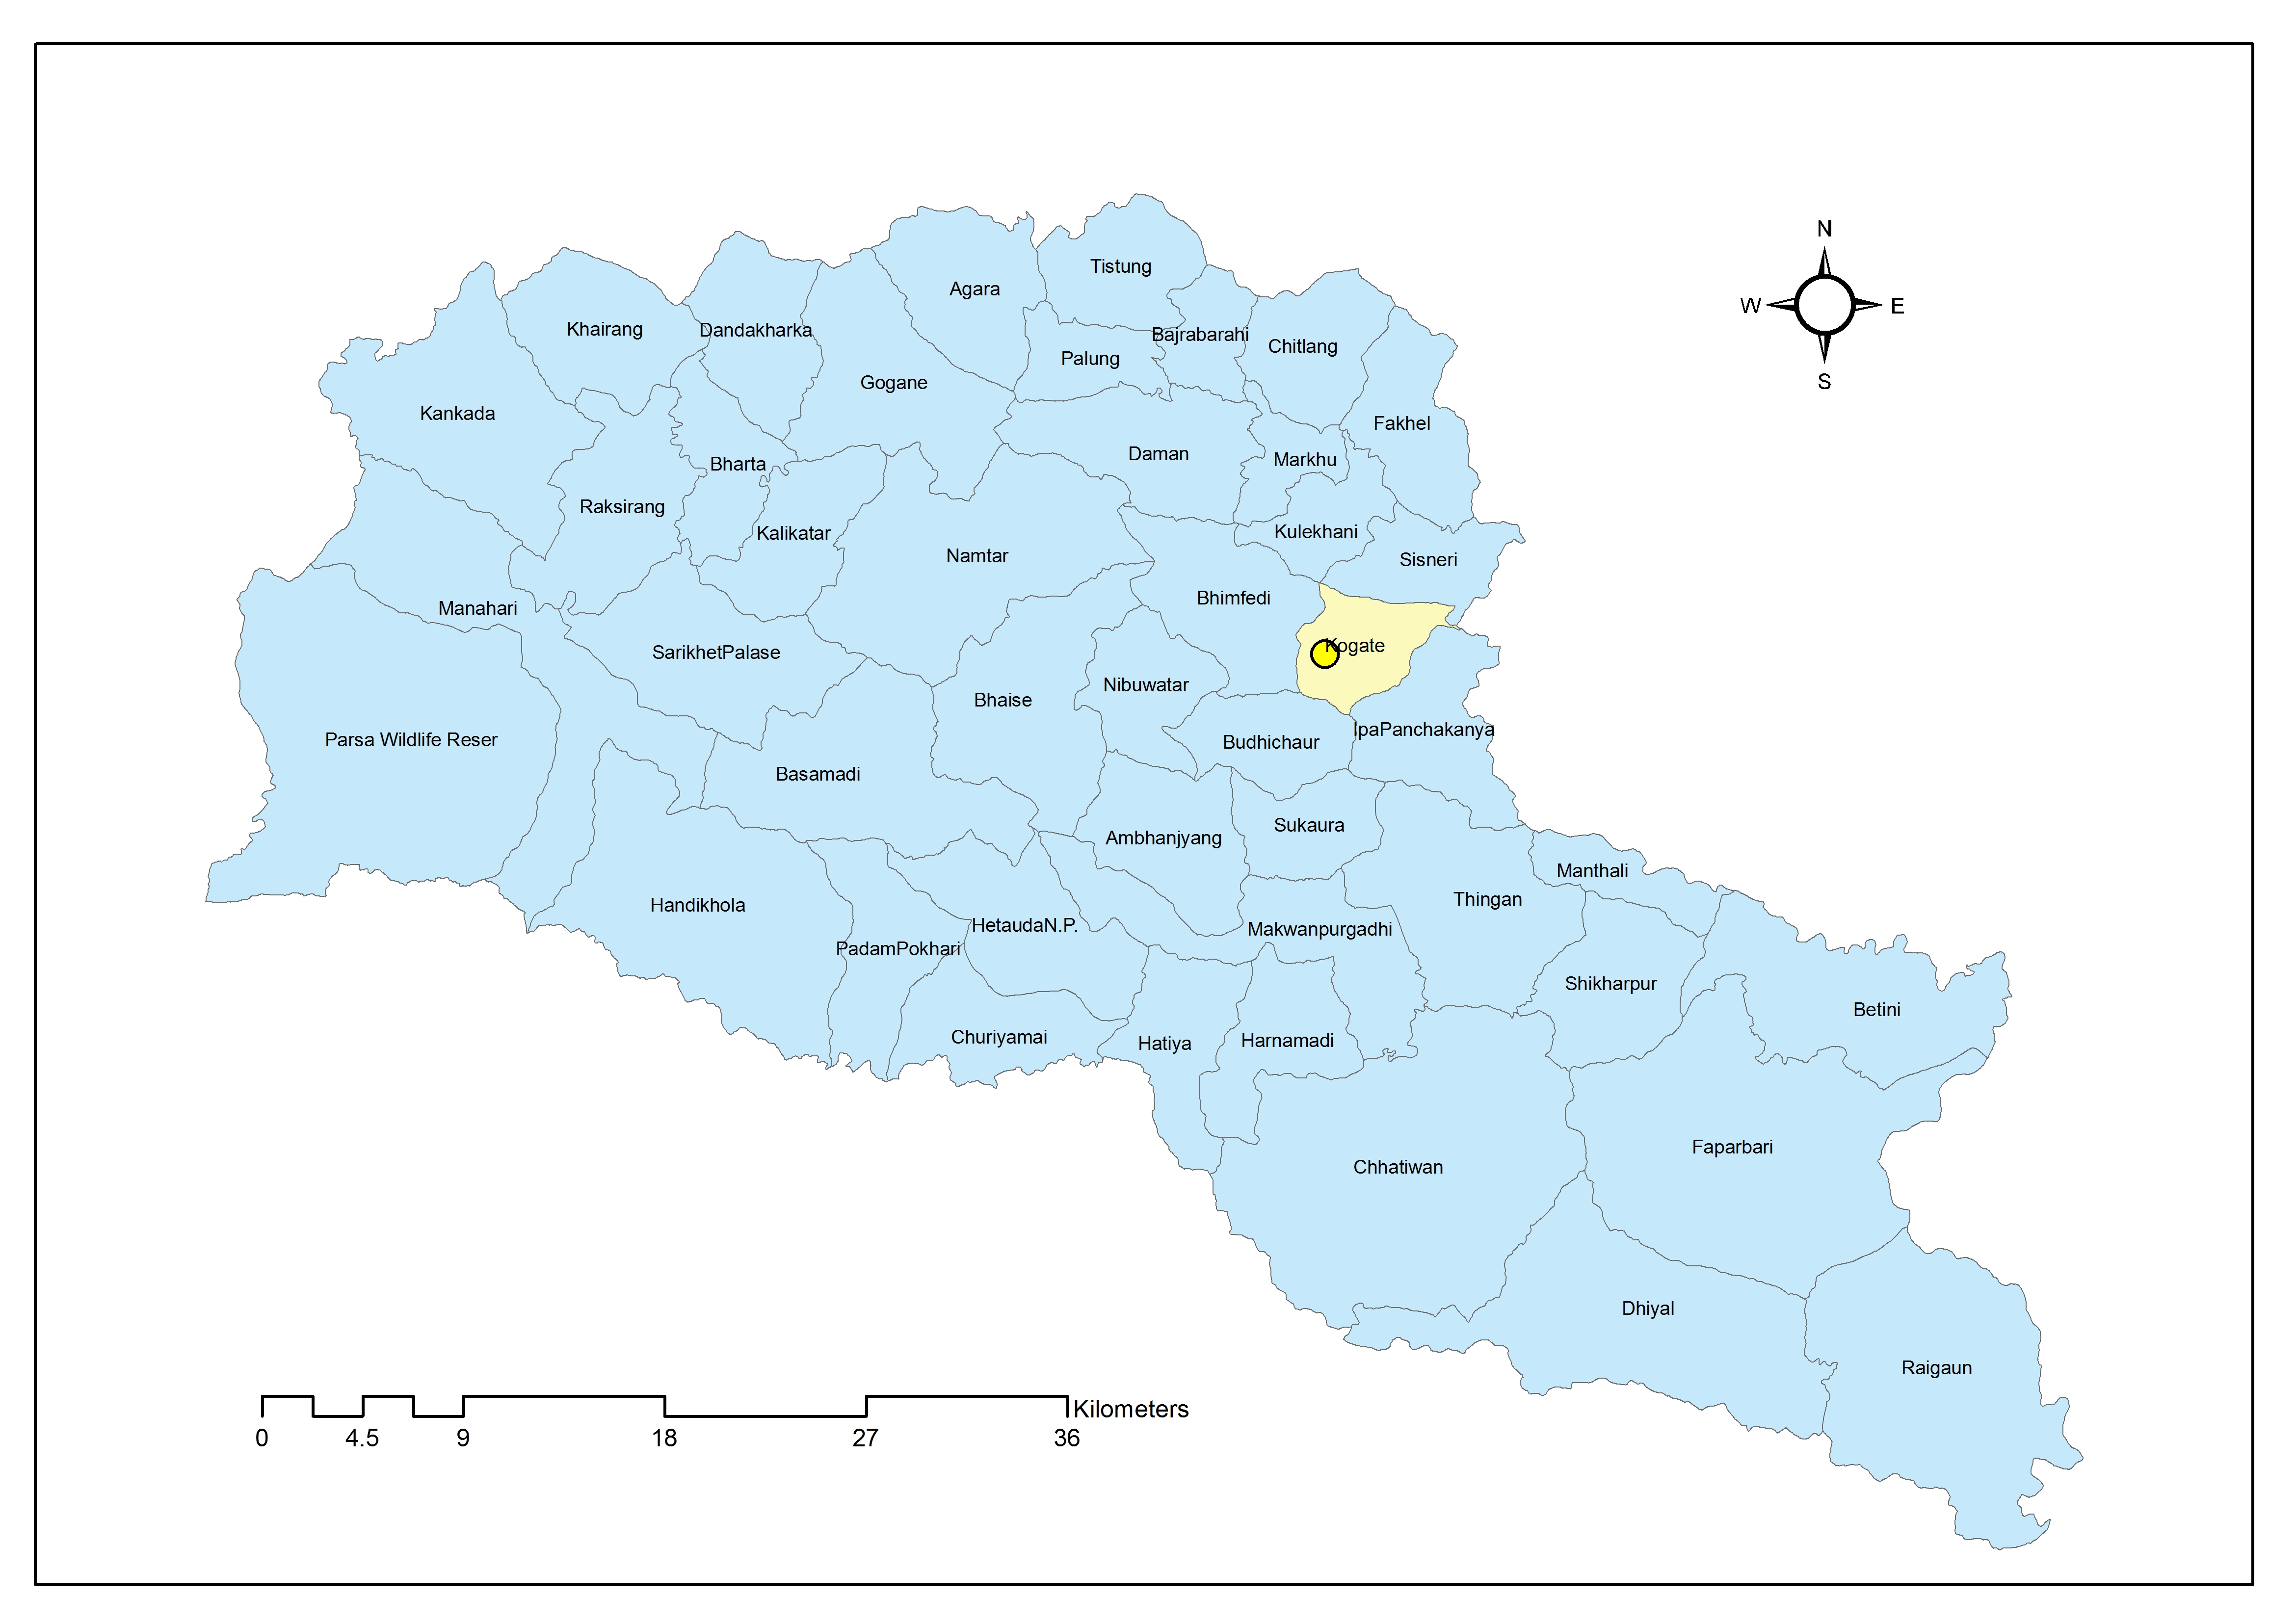 N
W
E
S
Tistung
Agara
Khairang
Dandakharka
Bajrabarahi
Chitlang
Palung
Gogane
Kankada
Fakhel
Daman
Markhu
Bharta
Raksirang
Kalikatar
Kulekhani
Namtar
Sisneri
Bhimfedi
Manahari
Kogate
SarikhetPalase
Nibuwatar
Bhaise
IpaPanchakanya
Parsa Wildlife Reser
Budhichaur
Basamadi
Sukaura
Ambhanjyang
Manthali
Thingan
Handikhola
HetaudaN.P.
Makwanpurgadhi
PadamPokhari
Shikharpur
Betini
Churiyamai
Harnamadi
Hatiya
Faparbari
Chhatiwan
Dhiyal
Raigaun
Kilometers
0 4.5 9 18 27 36